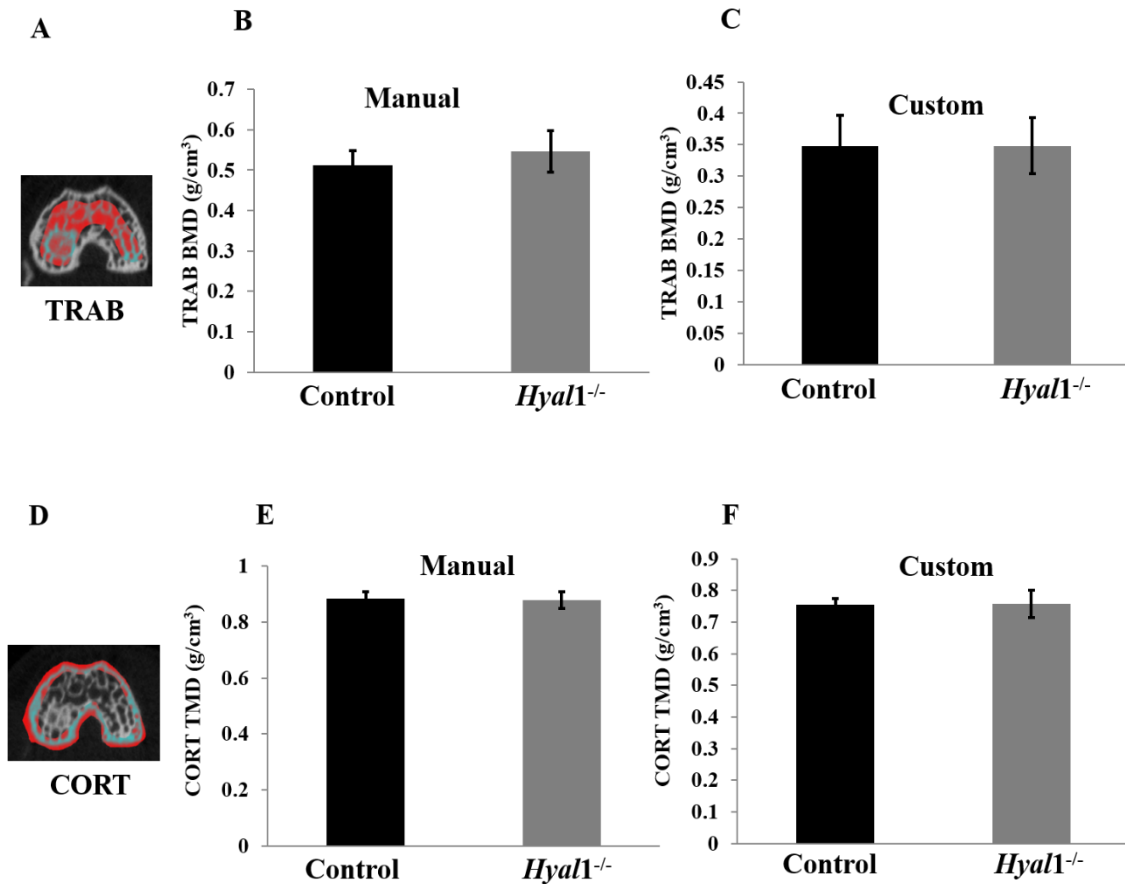 A
B
C
TRAB
Manual
TRAB BMD (g/cm³)
0.7
0.6
0.5
0.4
0.3
0.2
0.1
0
Control
Hyal1⁻/⁻
Custom
TRAB BMD (g/cm³)
0.45
0.4
0.35
0.3
0.25
0.2
0.15
0.1
0.05
0
Control
Hyal1⁻/⁻
D
E
F
CORT
Manual
CORT TMD (g/cm³)
1
0.8
0.6
0.4
0.2
0
Control
Hyal1⁻/⁻
Custom
CORT TMD (g/cm³)
0.9
0.8
0.7
0.6
0.5
0.4
0.3
0.2
0.1
0
Control
Hyal1⁻/⁻